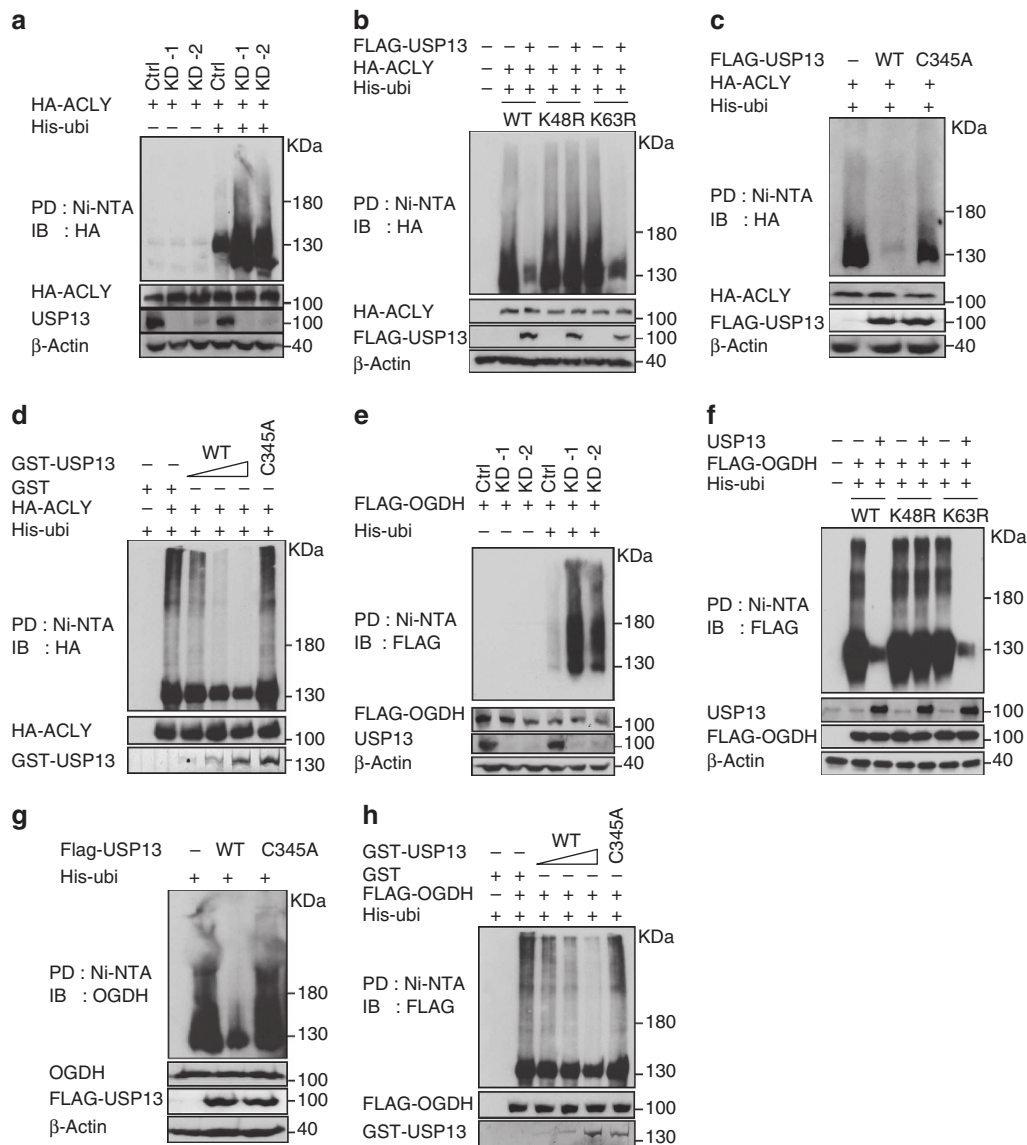 a
Ctrl KD-1 KD-2 Ctrl KD-1 KD-2
HA-ACLY + + + + + +
His-ubi – – – + + +
KDa
180
PD : Ni-NTA
IB : HA
130
HA-ACLY 100
USP13 100
β-Actin 40
b
FLAG-USP13 – – + – + – +
HA-ACLY – + + + + + +
His-ubi – + + + + + +
WT K48R K63R
KDa
PD : Ni-NTA
IB : HA
180
130
HA-ACLY 100
FLAG-USP13 100
β-Actin 40
c
FLAG-USP13 – WT C345A
HA-ACLY + + +
His-ubi + + +
KDa
PD : Ni-NTA
IB : HA
180
130
HA-ACLY 100
FLAG-USP13 100
β-Actin 40
d
WT C345A
GST-USP13 – –
GST + + – – – –
HA-ACLY – + + + + +
His-ubi + + + + + +
KDa
PD : Ni-NTA
IB : HA
180
130
HA-ACLY 100
GST-USP13 130
e
Ctrl KD-1 KD-2 Ctrl KD-1 KD-2
FLAG-OGDH + + + + + +
His-ubi + + +
KDa
PD : Ni-NTA
IB : FLAG
180
130
FLAG-OGDH 100
USP13 100
β-Actin 40
f
USP13 – – + – + – +
FLAG-OGDH – + + + + + +
His-ubi – + + + + + +
WT K48R K63R
KDa
PD : Ni-NTA
IB : FLAG
180
130
USP13 100
FLAG-OGDH 100
β-Actin 40
g
Flag-USP13 – WT C345A
His-ubi + + +
KDa
PD : Ni-NTA
IB : OGDH
180
130
OGDH 100
FLAG-USP13 100
β-Actin 40
h
WT C345A
GST-USP13 – –
GST + + – – – –
FLAG-OGDH – + + + + +
His-ubi + + + + + +
KDa
PD : Ni-NTA
IB : FLAG
180
130
FLAG-OGDH 100
GST-USP13 130